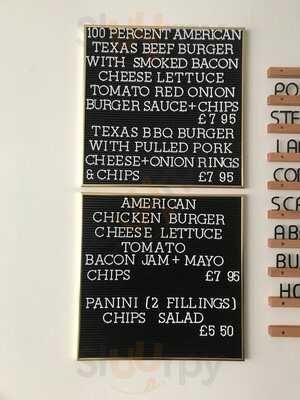 100 PERCENT AMERICAN
TEXAS BEEF BURGER
WITH SMOKED BACON
CHEESE LETTUCE
TOMATO RED ONION
BURGER SAUCE+CHIPS
£7 95
TEXAS BBQ BURGER
WITH PULLED PORK
CHEESE+ONION RINGS
& CHIPS £7 95
AMERICAN
CHICKEN BURGER
CHEESE LETTUCE
TOMATO
BACON JAM+MAYO
CHIPS £7 95
PANINI (2 FILLINGS)
CHIPS SALAD
£5 50
sluurpy